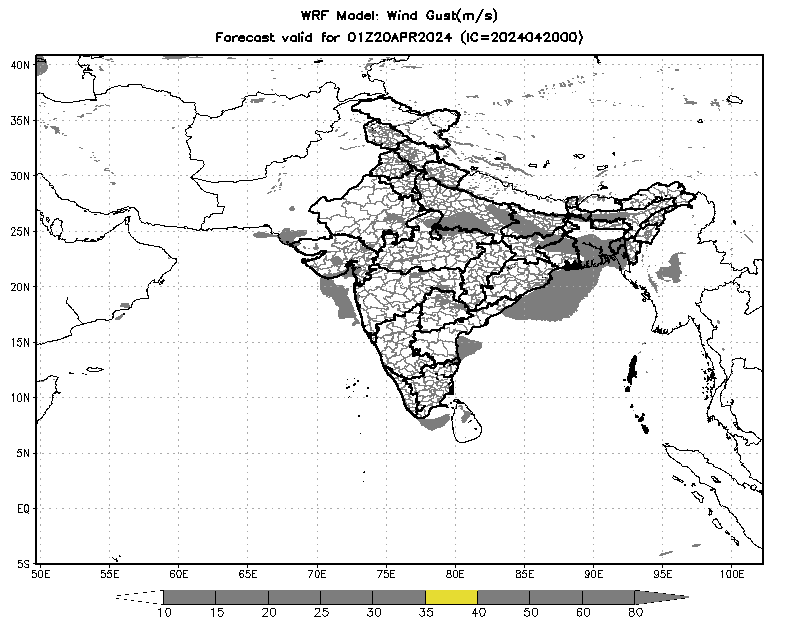 WRF Model: Wind Gust(m/s)
Forecast valid for 01Z20APR2024 (IC=2024042000)
40N
35N
30N
25N
20N
15N
10N
5N
EQ
5S
50E 55E 60E 65E 70E 75E 80E 85E 90E 95E 100E
10 15 20 25 30 35 40 50 60 80